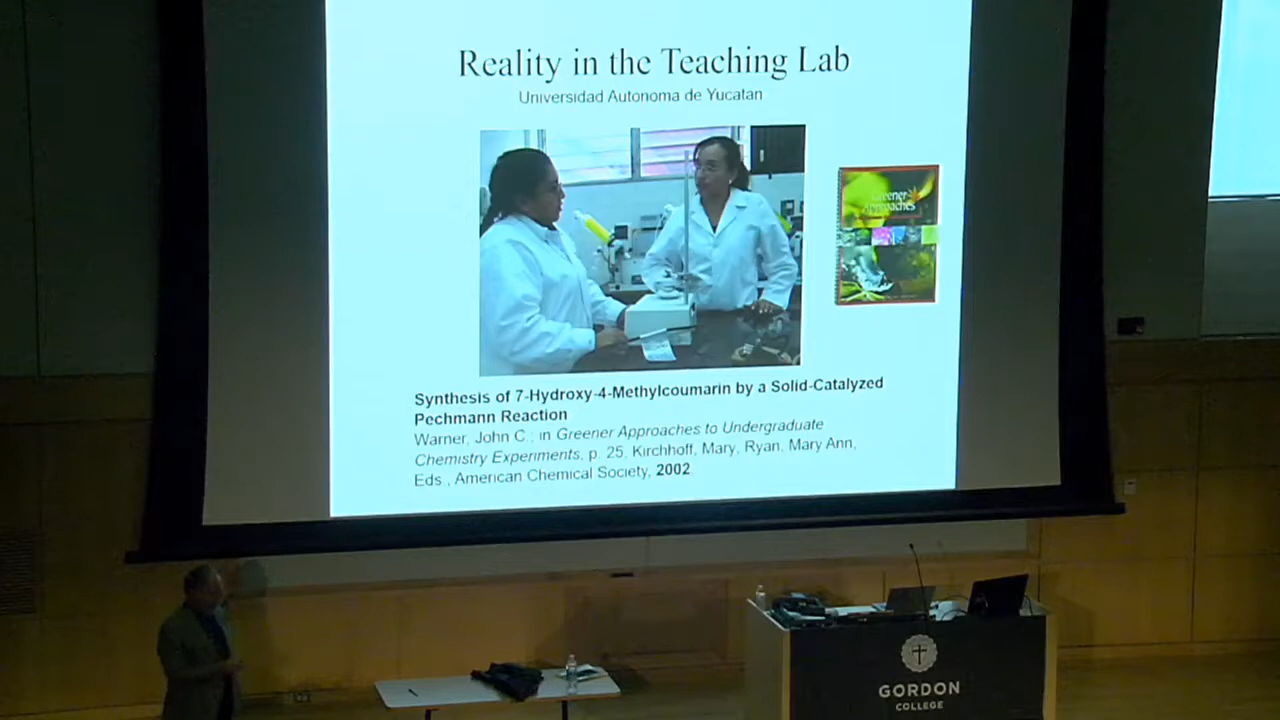 Reality in the Teaching Lab
Universidad Autonoma de Yucatan
Greener
Approaches
Synthesis of 7-Hydroxy-4-Methylcoumarin by a Solid-Catalyzed
Pechmann Reaction
Warner, John C., in Greener Approaches to Undergraduate
Chemistry Experiments, p. 25, Kirchhoff, Mary, Ryan, Mary Ann,
Eds., American Chemical Society, 2002
GORDON
COLLEGE